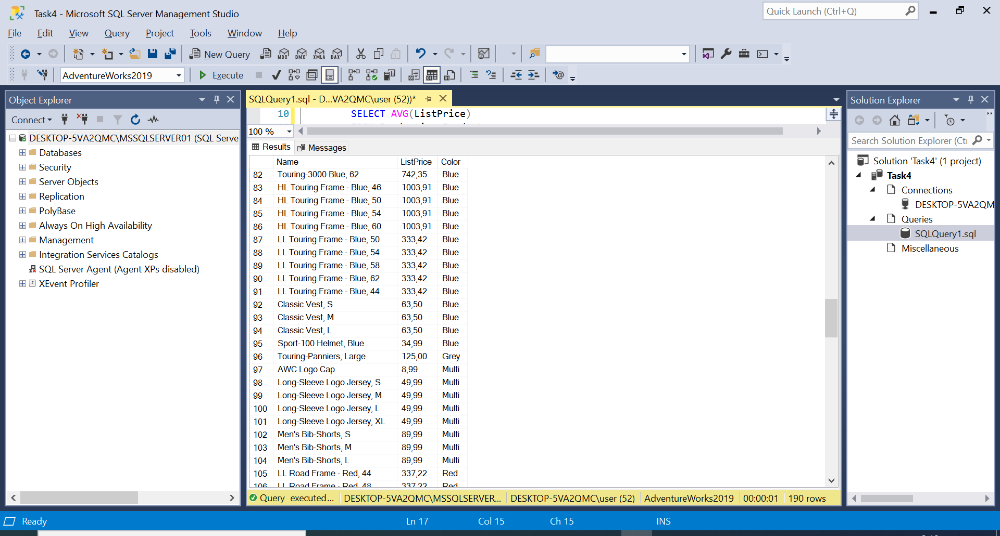 Task4 - Microsoft SQL Server Management Studio
Quick Launch (Ctrl+Q)
File Edit View Query Project Tools Window Help
New Query MDX DMX XMLA DAX
AdventureWorks2019 Execute
Object Explorer
Connect
DESKTOP-5VA2QMC\MSSQLSERVER01 (SQL Serve
Databases
Security
Server Objects
Replication
PolyBase
Always On High Availability
Management
Integration Services Catalogs
SQL Server Agent (Agent XPs disabled)
XEvent Profiler
SQLQuery1.sql - D...VA2QMC\user (52))*
10 SELECT AVG(ListPrice)
100 %
Results Messages
Name ListPrice Color
82 Touring-3000 Blue, 62 742,35 Blue
83 HL Touring Frame - Blue, 46 1003,91 Blue
84 HL Touring Frame - Blue, 50 1003,91 Blue
85 HL Touring Frame - Blue, 54 1003,91 Blue
86 HL Touring Frame - Blue, 60 1003,91 Blue
87 LL Touring Frame - Blue, 50 333,42 Blue
88 LL Touring Frame - Blue, 54 333,42 Blue
89 LL Touring Frame - Blue, 58 333,42 Blue
90 LL Touring Frame - Blue, 62 333,42 Blue
91 LL Touring Frame - Blue, 44 333,42 Blue
92 Classic Vest, S 63,50 Blue
93 Classic Vest, M 63,50 Blue
94 Classic Vest, L 63,50 Blue
95 Sport-100 Helmet, Blue 34,99 Blue
96 Touring-Panniers, Large 125,00 Grey
97 AWC Logo Cap 8,99 Multi
98 Long-Sleeve Logo Jersey, S 49,99 Multi
99 Long-Sleeve Logo Jersey, M 49,99 Multi
100 Long-Sleeve Logo Jersey, L 49,99 Multi
101 Long-Sleeve Logo Jersey, XL 49,99 Multi
102 Men's Bib-Shorts, S 89,99 Multi
103 Men's Bib-Shorts, M 89,99 Multi
104 Men's Bib-Shorts, L 89,99 Multi
105 LL Road Frame - Red, 44 337,22 Red
106 LL Road Frame - Red, 48 337,22 Red
Query executed... DESKTOP-5VA2QMC\MSSQLSERVER... DESKTOP-5VA2QMC\user (52) AdventureWorks2019 00:00:01 190 rows
Solution Explorer
Search Solution Explorer (Ct
Solution 'Task4' (1 project)
Task4
Connections
DESKTOP-5VA2QM
Queries
SQLQuery1.sql
Miscellaneous
Ready Ln 17 Col 15 Ch 15 INS